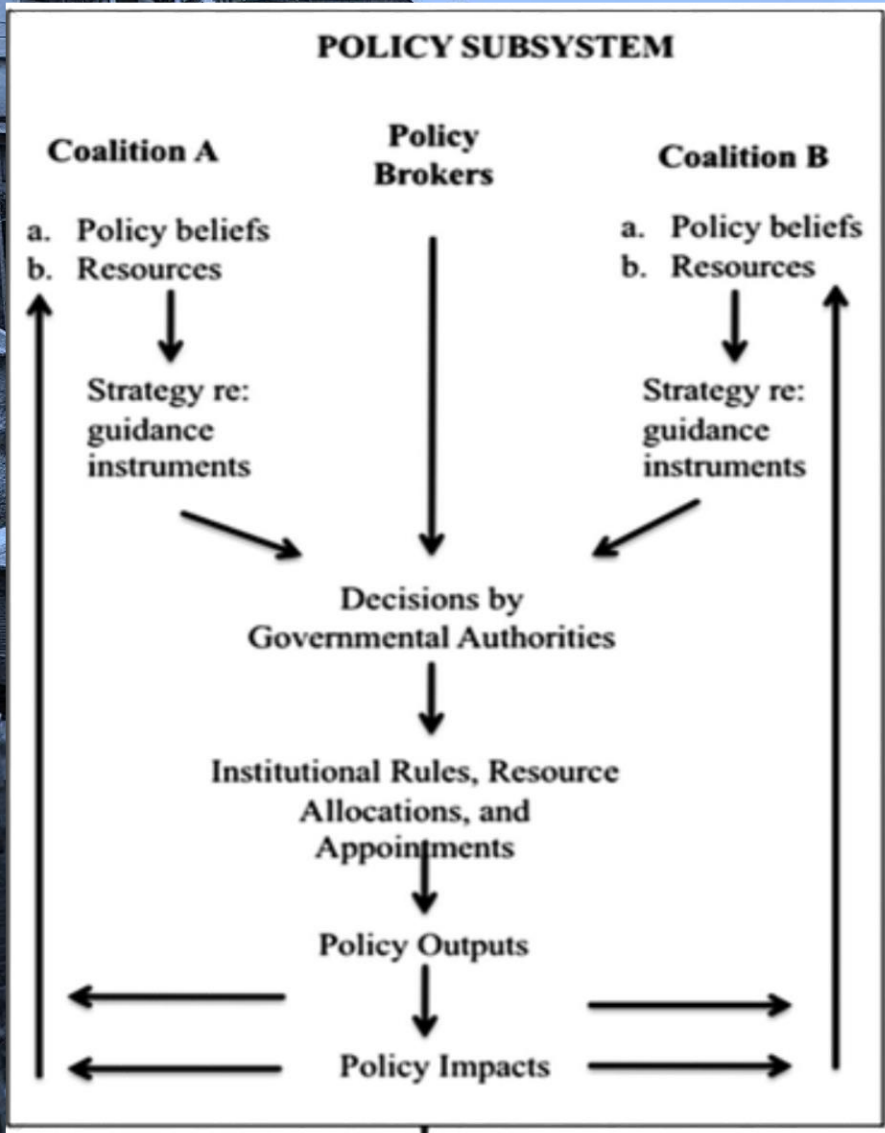 POLICY SUBSYSTEM
Coalition A
a. Policy beliefs
b. Resources
Strategy re:
guidance
instruments
Policy
Brokers
Coalition B
a. Policy beliefs
b. Resources
Strategy re:
guidance
instruments
Decisions by
Governmental Authorities
Institutional Rules, Resource
Allocations, and
Appointments
Policy Outputs
Policy Impacts